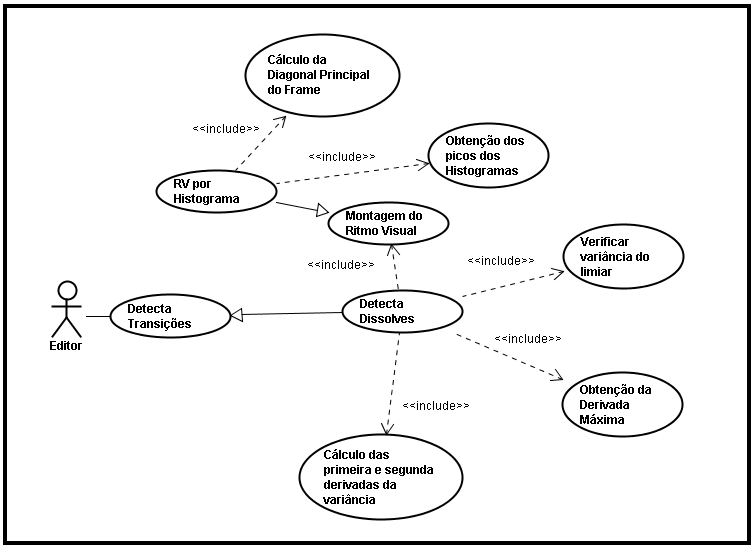 Cálculo da
Diagonal Principal
do Frame
<<include>>
Obtenção dos
picos dos
Histogramas
<<include>>
RV por
Histograma
Montagem do
Ritmo Visual
Verificar
variância do
limiar
<<include>>
<<include>>
Detecta
Transições
Detecta
Dissolves
Editor
<<include>>
Obtenção da
Derivada
Máxima
<<include>>
Cálculo das
primeira e segunda
derivadas da
variância